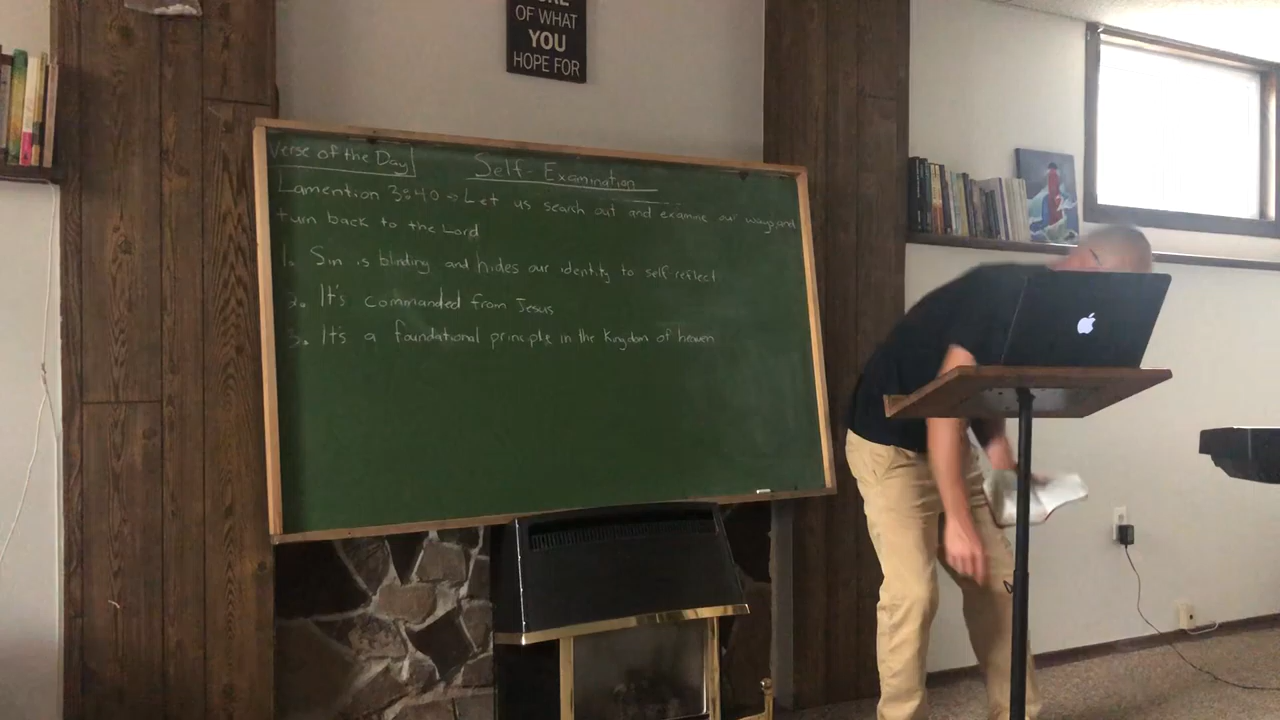 OF WHAT
YOU
HOPE FOR
Verse of the Day
Self-Examination
Lamention 3:40 → Let us search out and examine our ways, and
turn back to the Lord
1. Sin is blinding and hides our identity to self-reflect
2. It's commanded from Jesus
3. It's a foundational principle in the Kingdom of heaven